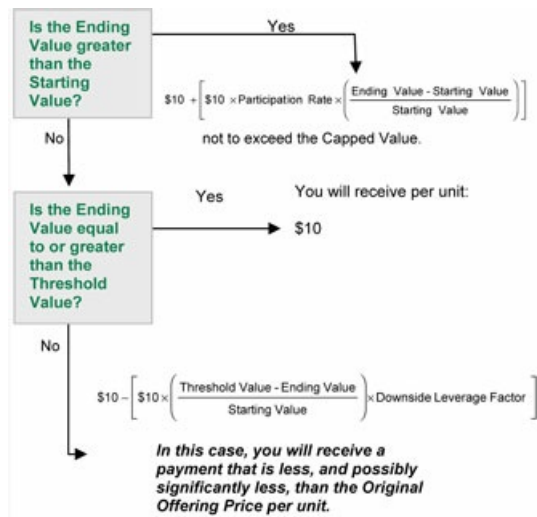 Is the Ending
Value greater
than the
Starting
Value?
Yes
$10 + [$10 × Participation Rate × (Ending Value - Starting Value / Starting Value)]
not to exceed the Capped Value.
No
Is the Ending
Value equal
to or greater
than the
Threshold
Value?
Yes
You will receive per unit:
$10
No
$10 – [$10 × (Threshold Value - Ending Value / Starting Value) × Downside Leverage Factor]
In this case, you will receive a
payment that is less, and possibly
significantly less, than the Original
Offering Price per unit.